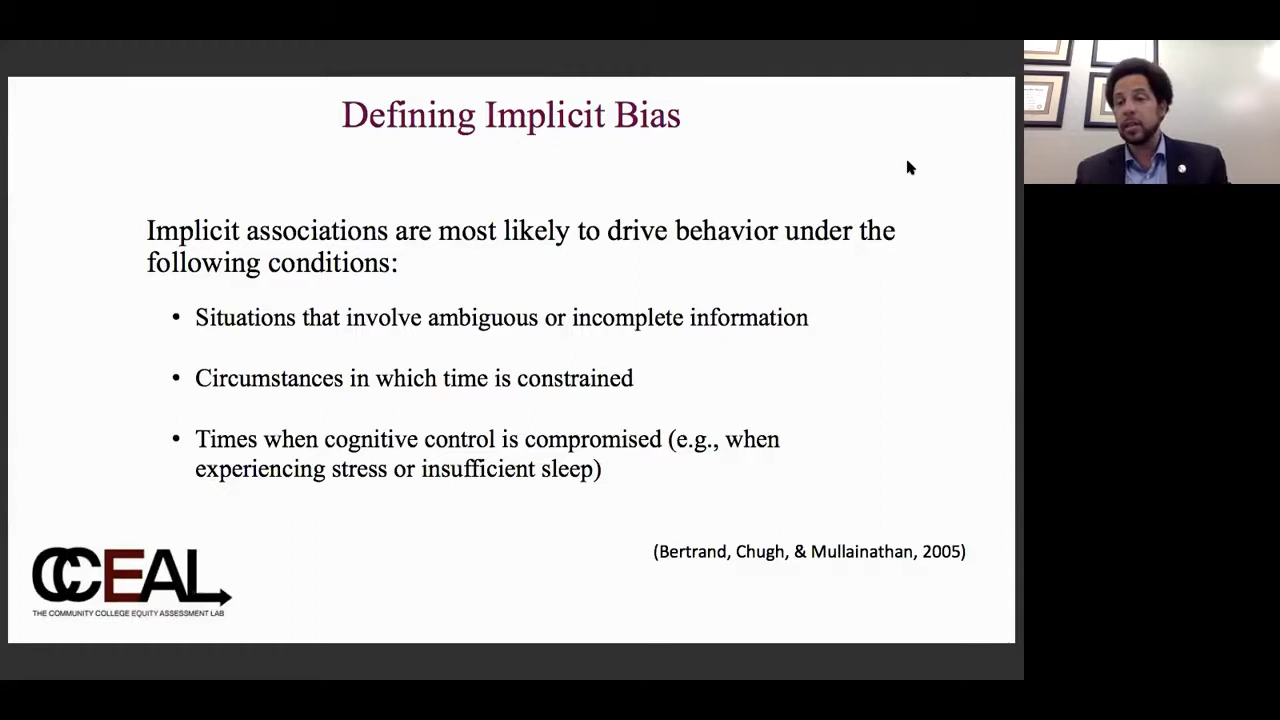 Defining Implicit Bias
Implicit associations are most likely to drive behavior under the
following conditions:
• Situations that involve ambiguous or incomplete information
• Circumstances in which time is constrained
• Times when cognitive control is compromised (e.g., when
experiencing stress or insufficient sleep)
(Bertrand, Chugh, & Mullainathan, 2005)
CCEAL
THE COMMUNITY COLLEGE EQUITY ASSESSMENT LAB